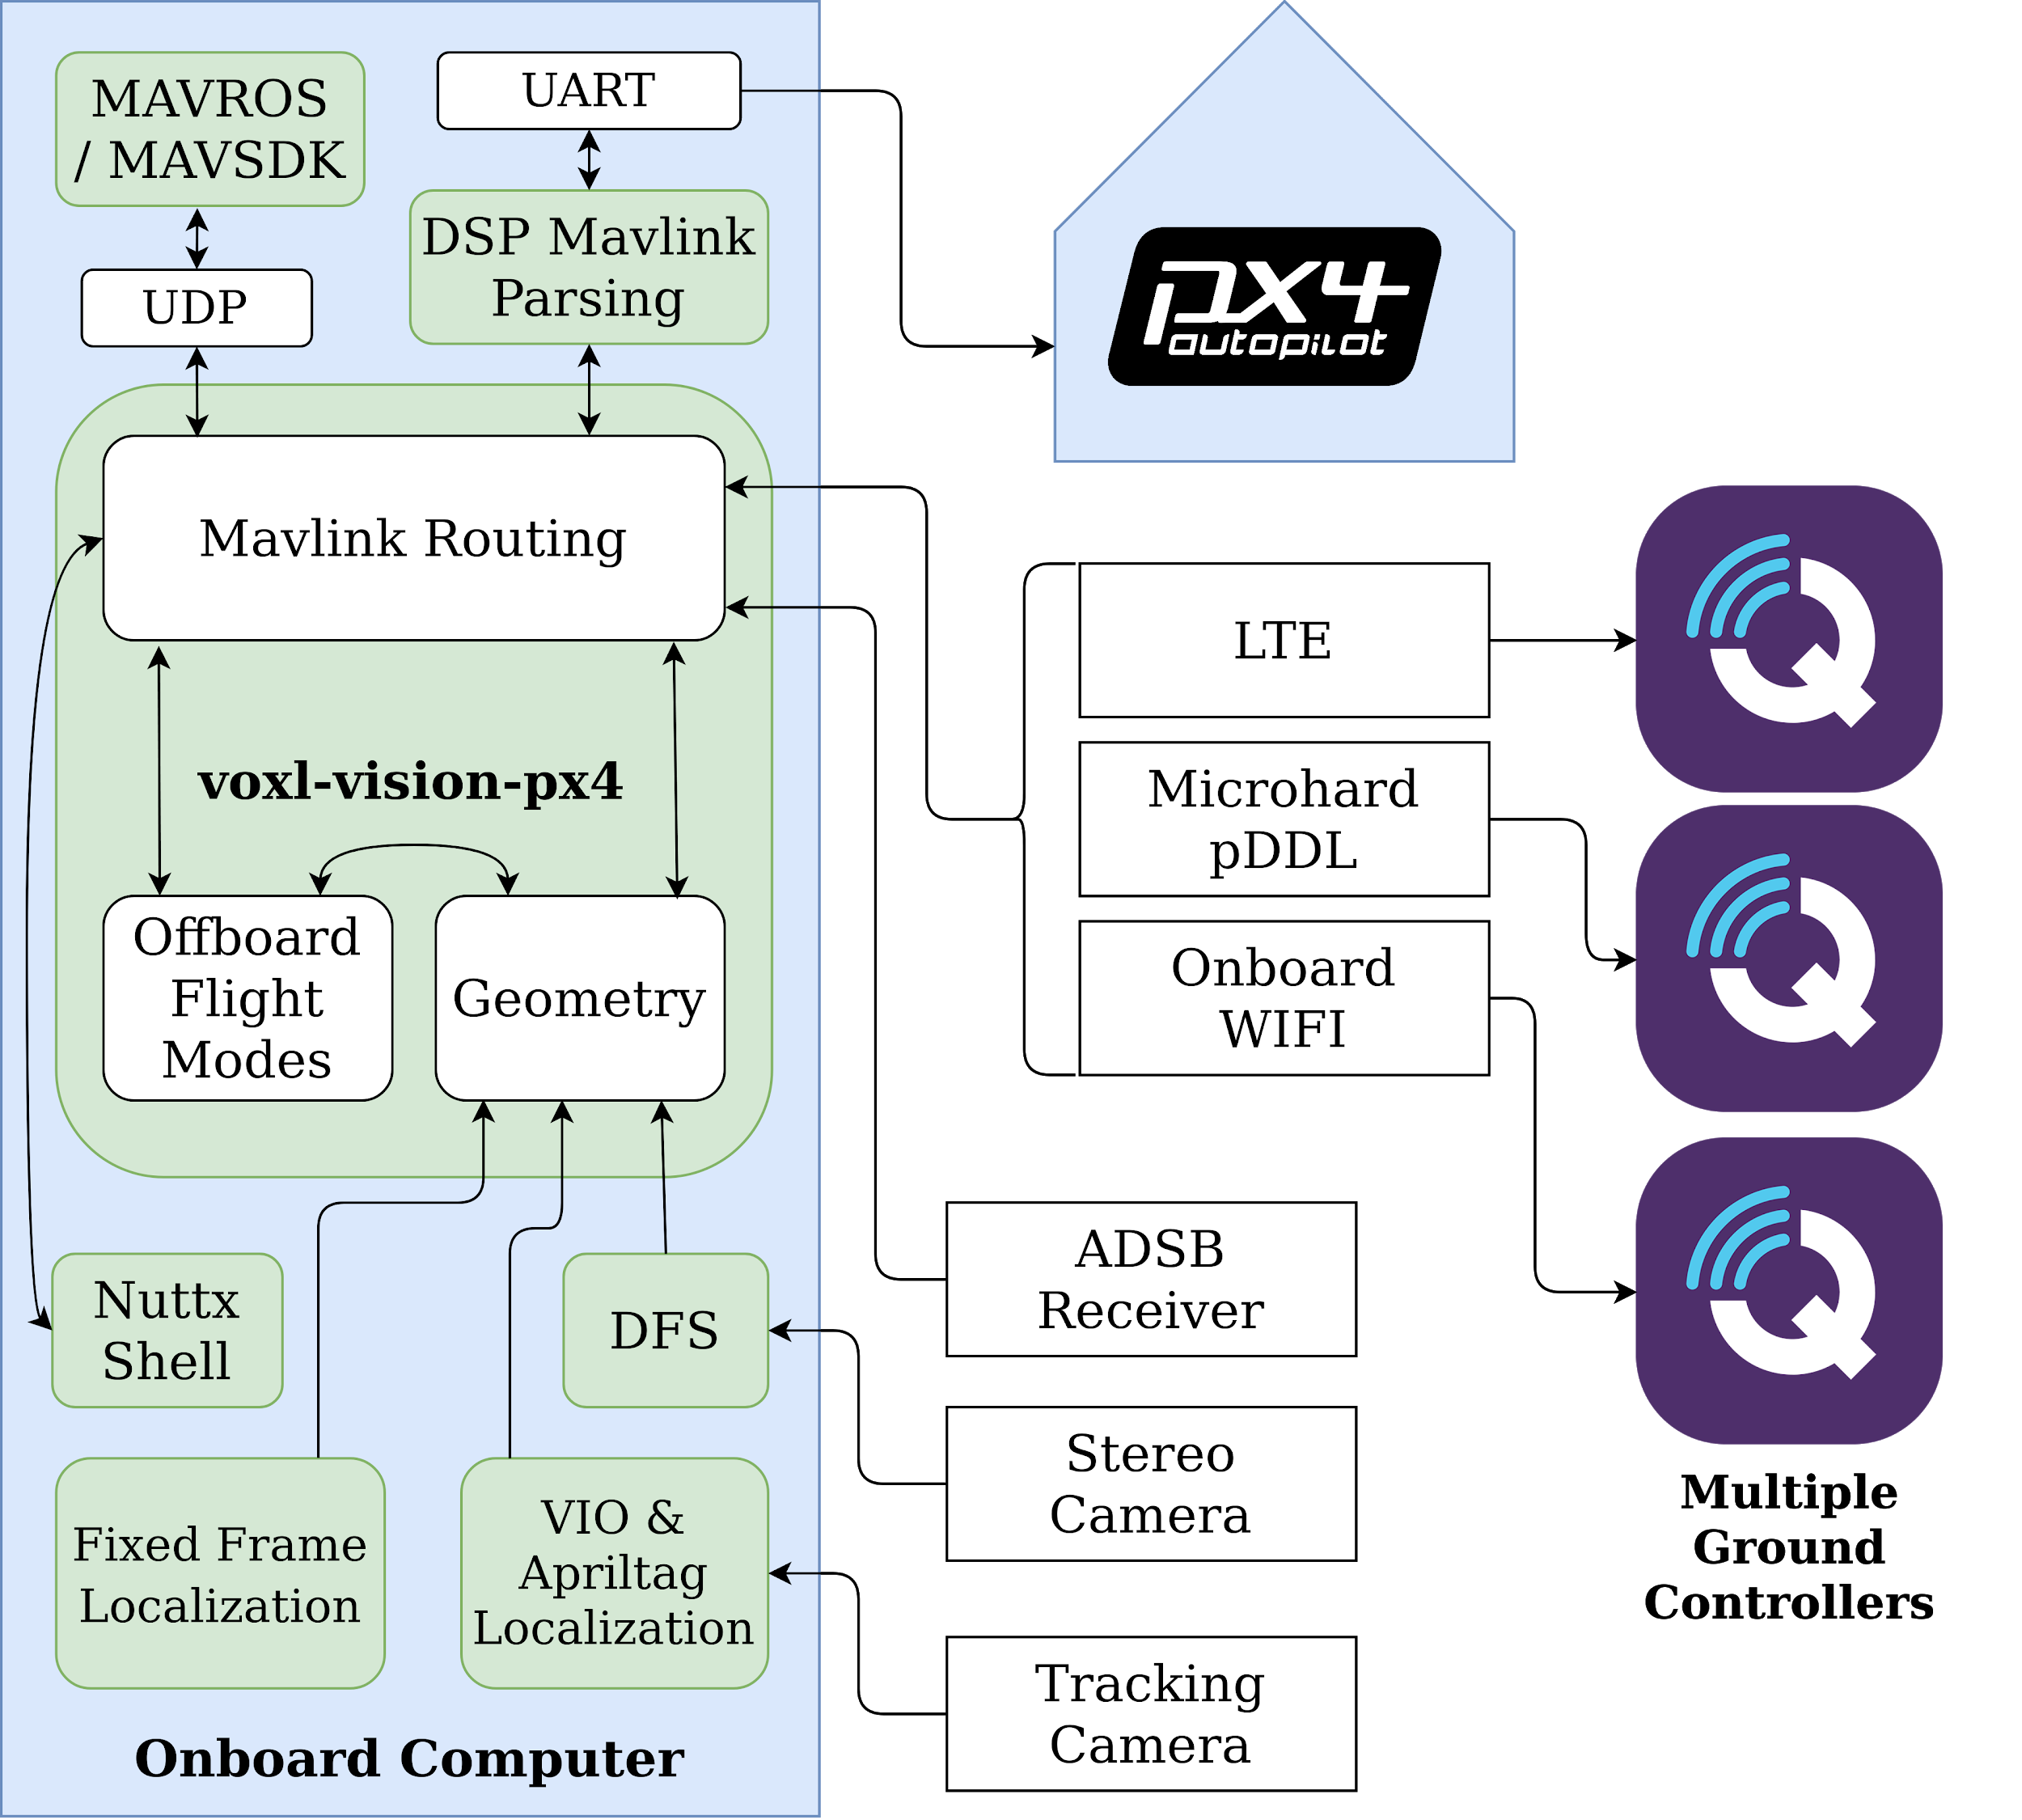 MAVROS
/ MAVSDK
UART
DSP Mavlink
Parsing
UDP
px4
autopilot
Mavlink Routing
voxl-vision-px4
Offboard
Flight
Modes
Geometry
LTE
Microhard
pDDL
Onboard
WIFI
Nuttx
Shell
DFS
ADSB
Receiver
Fixed Frame
Localization
VIO &
Apriltag
Localization
Stereo
Camera
Tracking
Camera
Multiple
Ground
Controllers
Onboard Computer